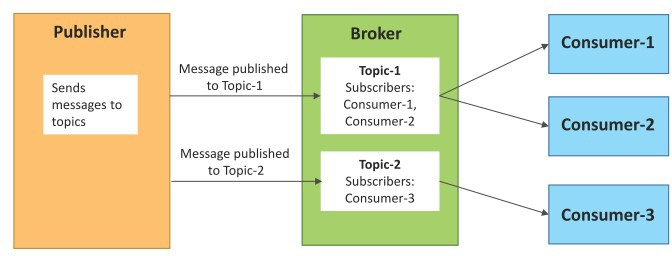 Publisher
Sends
messages to
topics
Message published
to Topic-1
Message published
to Topic-2
Broker
Topic-1
Subscribers:
Consumer-1,
Consumer-2
Topic-2
Subscribers:
Consumer-3
Consumer-1
Consumer-2
Consumer-3